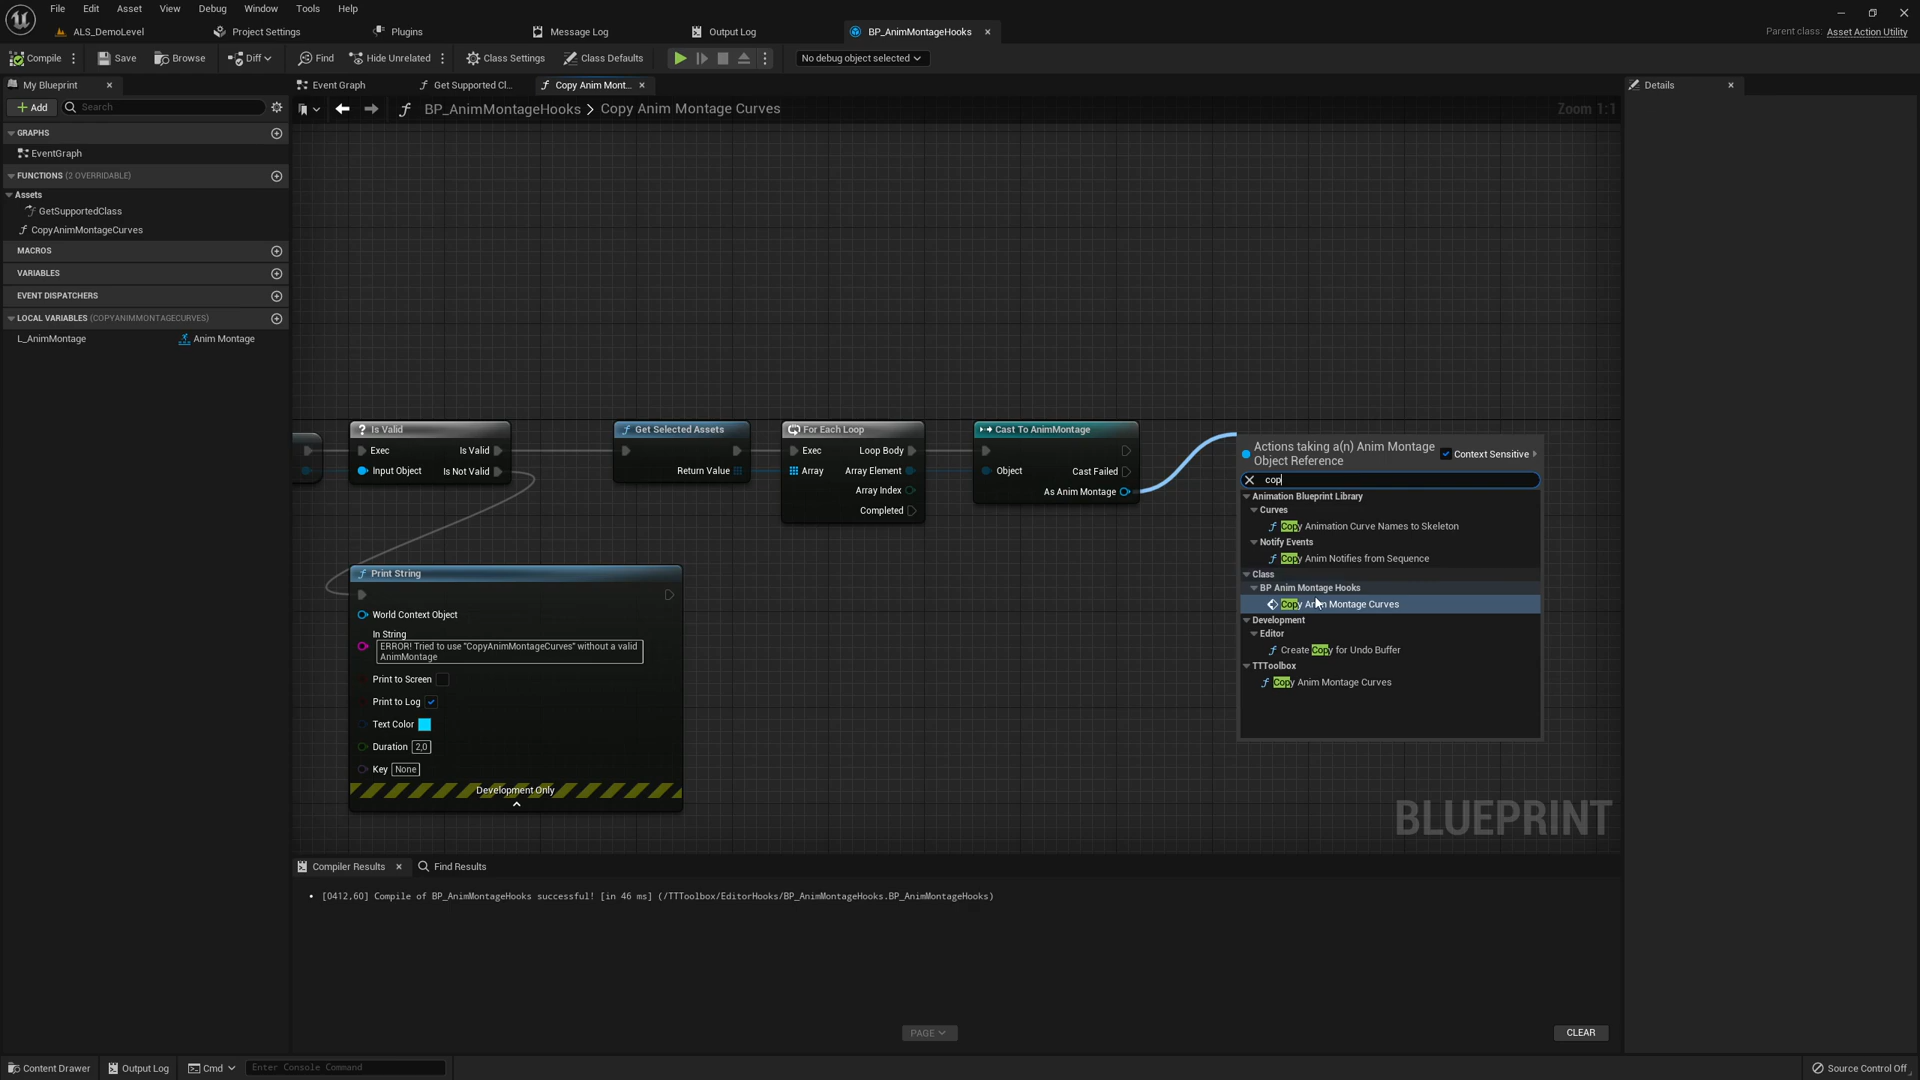 File Edit Asset View Debug Window Tools Help
ALS_DemoLevel Project Settings Plugins Message Log Output Log BP_AnimMontageHooks
Parent class: Asset Action Utility
Compile Save Browse Diff Find Hide Unrelated Class Settings Class Defaults No debug object selected
My Blueprint
Add Search
GRAPHS
EventGraph
FUNCTIONS (2 OVERRIDABLE)
Assets
GetSupportedClass
CopyAnimMontageCurves
MACROS
VARIABLES
EVENT DISPATCHERS
LOCAL VARIABLES (COPYANIMMONTAGECURVES)
L_AnimMontage Anim Montage
Event Graph Get Supported Cl... Copy Anim Mont...
BP_AnimMontageHooks > Copy Anim Montage Curves
Zoom 1:1
Is Valid
Exec Is Valid
Input Object Is Not Valid
Get Selected Assets
Return Value
For Each Loop
Exec Loop Body
Array Array Element
Array Index
Completed
Cast To AnimMontage
Object Cast Failed
As Anim Montage
Print String
World Context Object
In String
ERROR! Tried to use "CopyAnimMontageCurves" without a valid
AnimMontage
Print to Screen
Print to Log
Text Color
Duration 2,0
Key None
Development Only
Actions taking a(n) Anim Montage
Object Reference
Context Sensitive
cop
Animation Blueprint Library
Curves
Copy Animation Curve Names to Skeleton
Notify Events
Copy Anim Notifies from Sequence
Class
BP Anim Montage Hooks
Copy Anim Montage Curves
Development
Editor
Create Copy for Undo Buffer
TTToolbox
Copy Anim Montage Curves
BLUEPRINT
Compiler Results Find Results
[0412,60] Compile of BP_AnimMontageHooks successful! [in 46 ms] (/TTToolbox/EditorHooks/BP_AnimMontageHooks.BP_AnimMontageHooks)
PAGE
CLEAR
Details
Content Drawer Output Log Cmd Enter Console Command Source Control Off